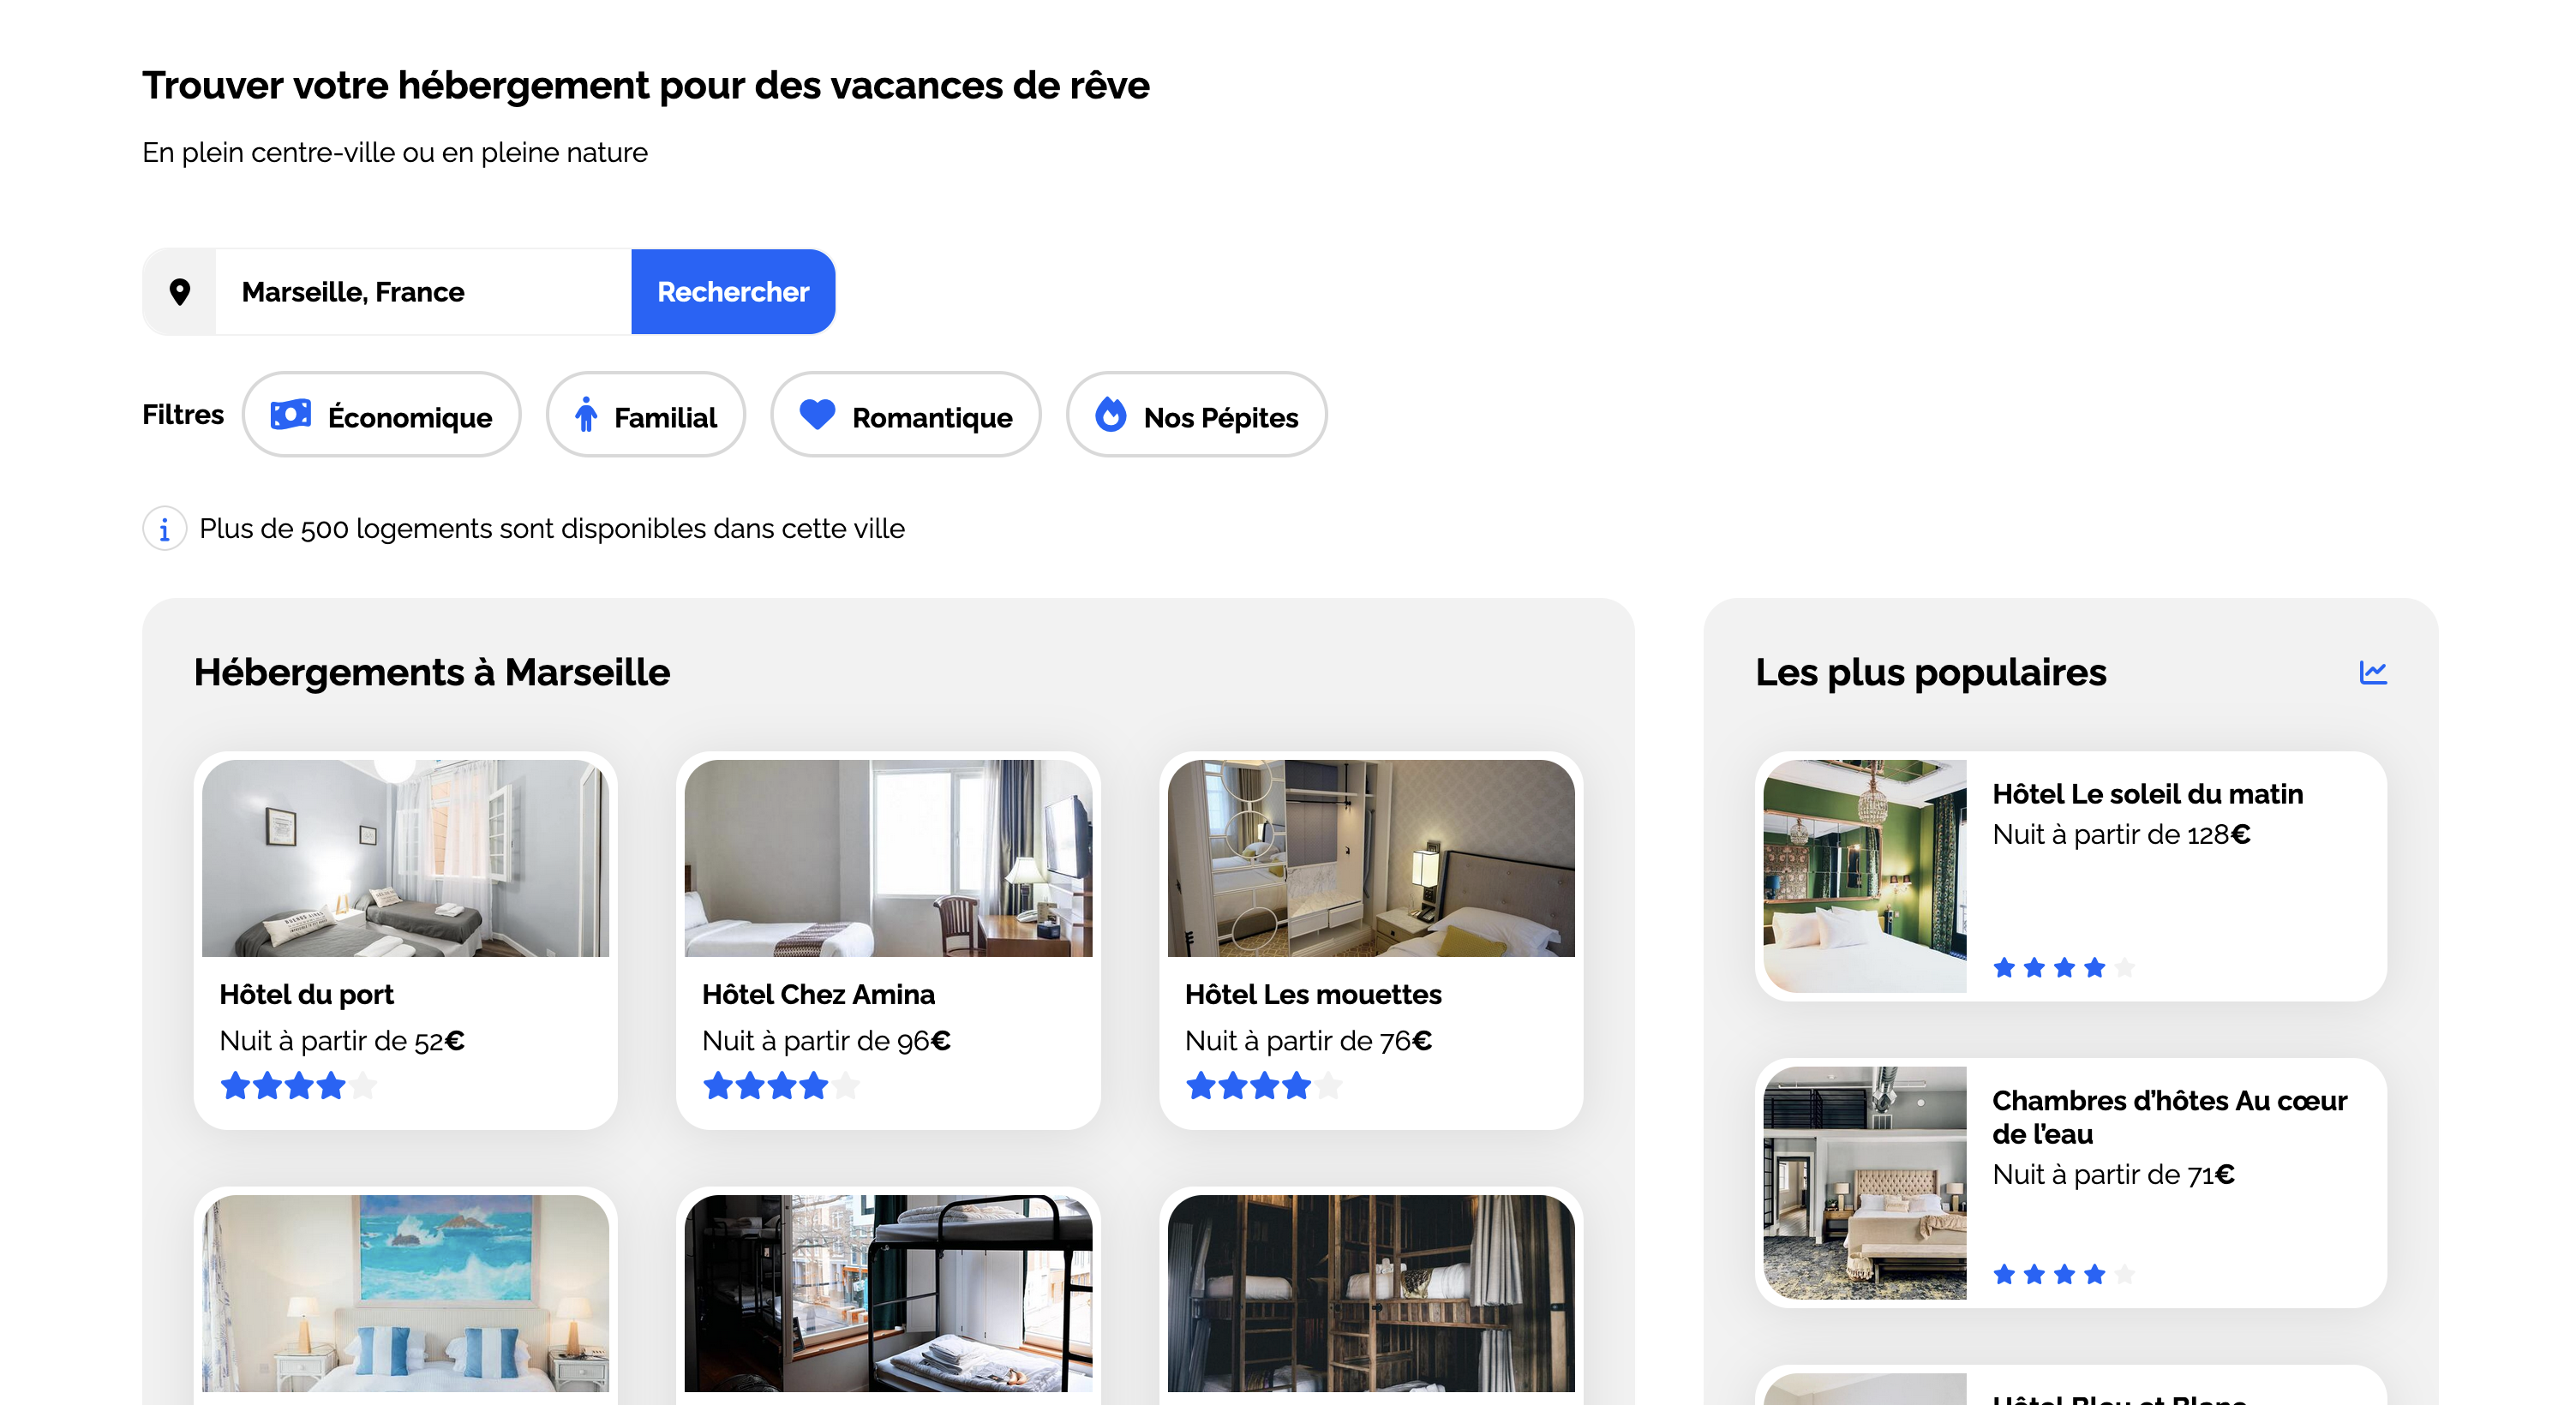 Trouver votre hébergement pour des vacances de rêve
En plein centre-ville ou en pleine nature
Marseille, France
Rechercher
Filtres
Économique
Familial
Romantique
Nos Pépites
Plus de 500 logements sont disponibles dans cette ville
Hébergements à Marseille
Hôtel du port
Nuit à partir de 52€
Hôtel Chez Amina
Nuit à partir de 96€
Hôtel Les mouettes
Nuit à partir de 76€
Les plus populaires
Hôtel Le soleil du matin
Nuit à partir de 128€
Chambres d’hôtes Au cœur
de l’eau
Nuit à partir de 71€
Hôtel Bleu et Blanc